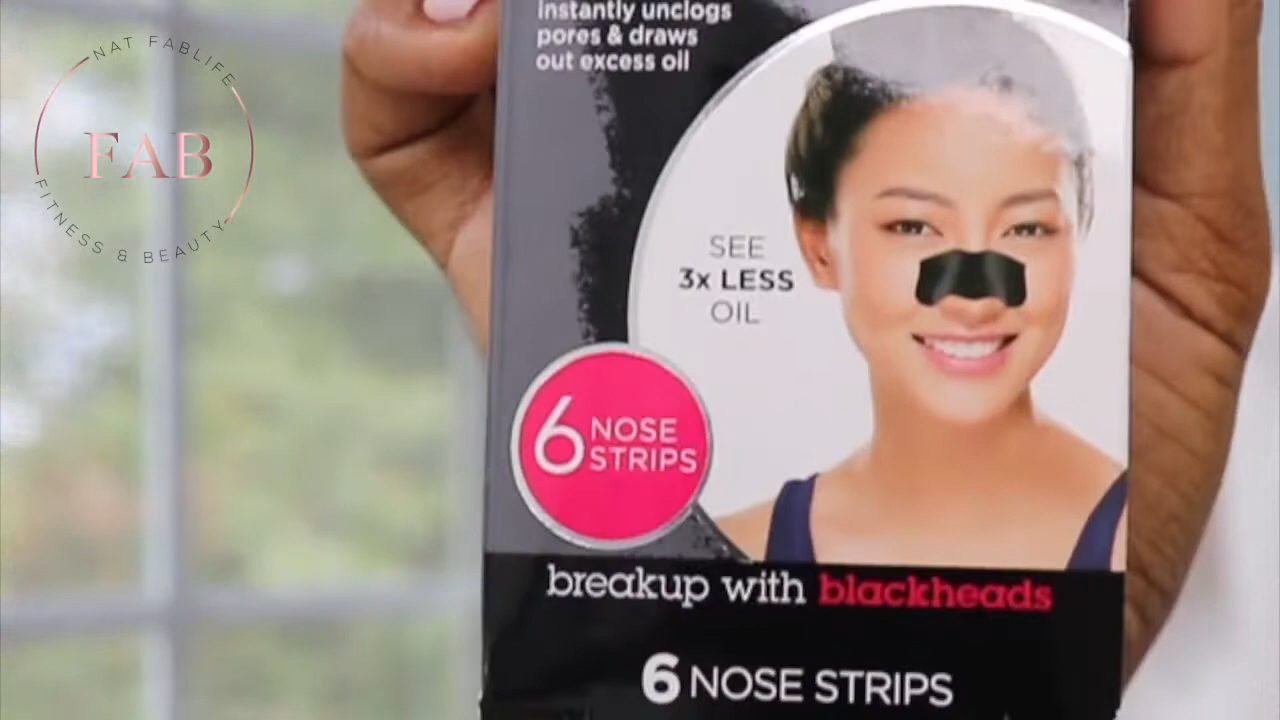 NAT FABLIFE
FAB
FITNESS & BEAUTY
instantly unclogs
pores & draws
out excess oil
SEE
3x LESS
OIL
6 NOSE
STRIPS
breakup with blackheads
6 NOSE STRIPS